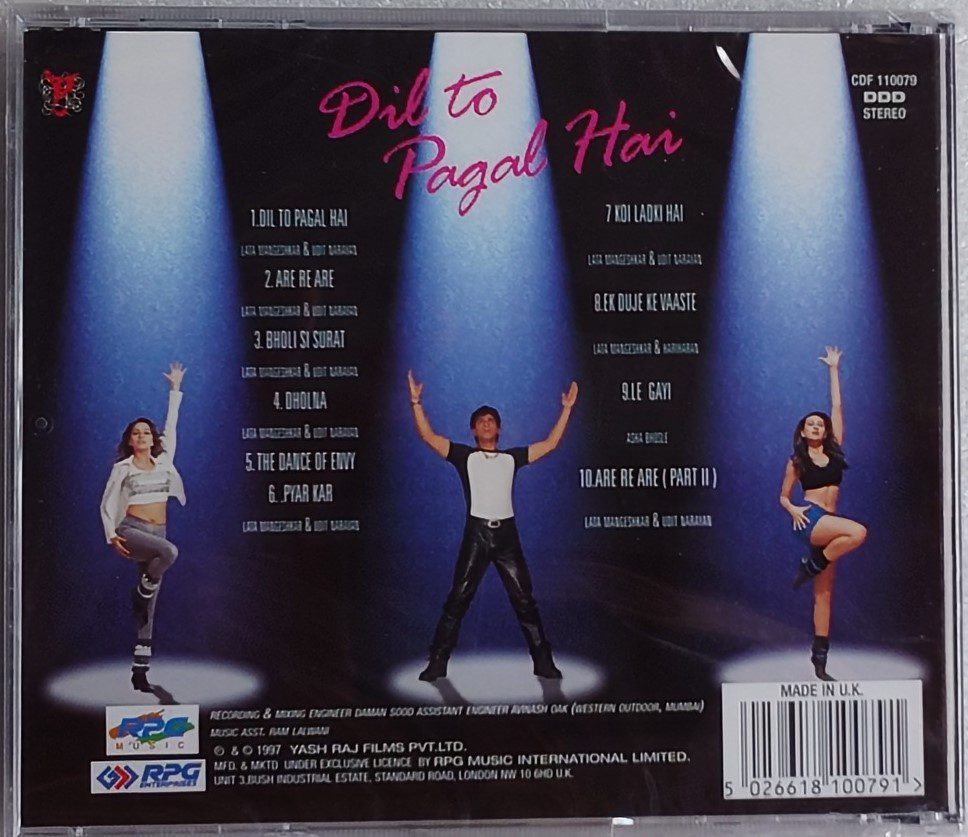 Dil to
Pagal Hai
CDF 110079
DDD
STEREO
1.DIL TO PAGAL HAI
LATA MANGESHKAR & UDIT NARAYAN
2. ARE RE ARE
LATA MANGESHKAR & UDIT NARAYAN
3. BHOLI SI SURAT
LATA MANGESHKAR & UDIT NARAYAN
4. DHOLNA
LATA MANGESHKAR & UDIT NARAYAN
5. THE DANCE OF ENVY
6. .PYAR KAR
LATA MANGESHKAR & UDIT NARAYAN
7 KOI LADKI HAI
LATA MANGESHKAR & UDIT NARAYAN
8.EK DUJE KE VAASTE
LATA MANGESHKAR & HARIHARAN
9.LE GAYI
ASHA BHOSLE
10.ARE RE ARE ( PART II )
LATA MANGESHKAR & UDIT NARAYAN
RPG
MUSIC
RPG
ENTERPRISES
RECORDING & MIXING ENGINEER DAMAN SOOD ASSISTANT ENGINEER AVINASH OAK (WESTERN OUTDOOR, MUMBAI)
MUSIC ASST. RAM LALWANI
℗ & © 1997 YASH RAJ FILMS PVT.LTD.
MFD. & MKTD UNDER EXCLUSIVE LICENCE BY RPG MUSIC INTERNATIONAL LIMITED.
UNIT 3,BUSH INDUSTRIAL ESTATE, STANDARD ROAD, LONDON NW 10 6HD U.K.
MADE IN U.K.
5 026618 100791 >